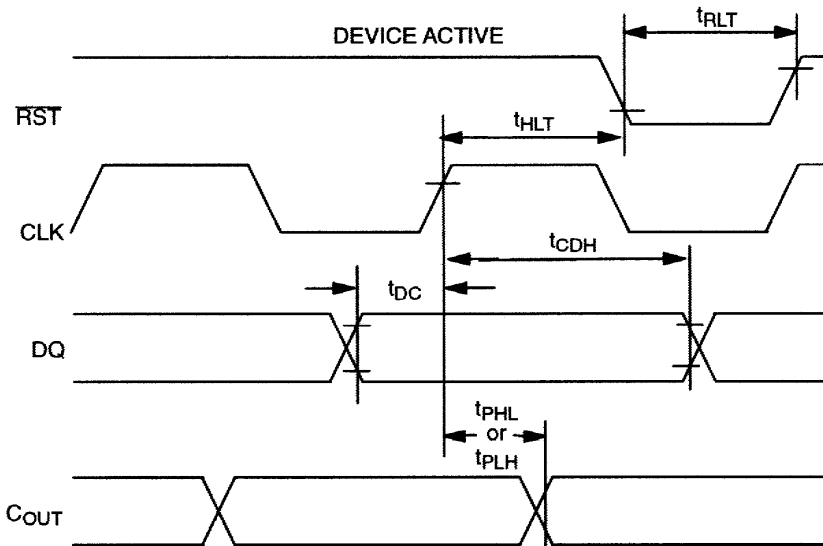 DEVICE ACTIVE
tRLT
RST
tHLT
CLK
tCDH
tDC
DQ
tPHL
or
tPLH
COUT